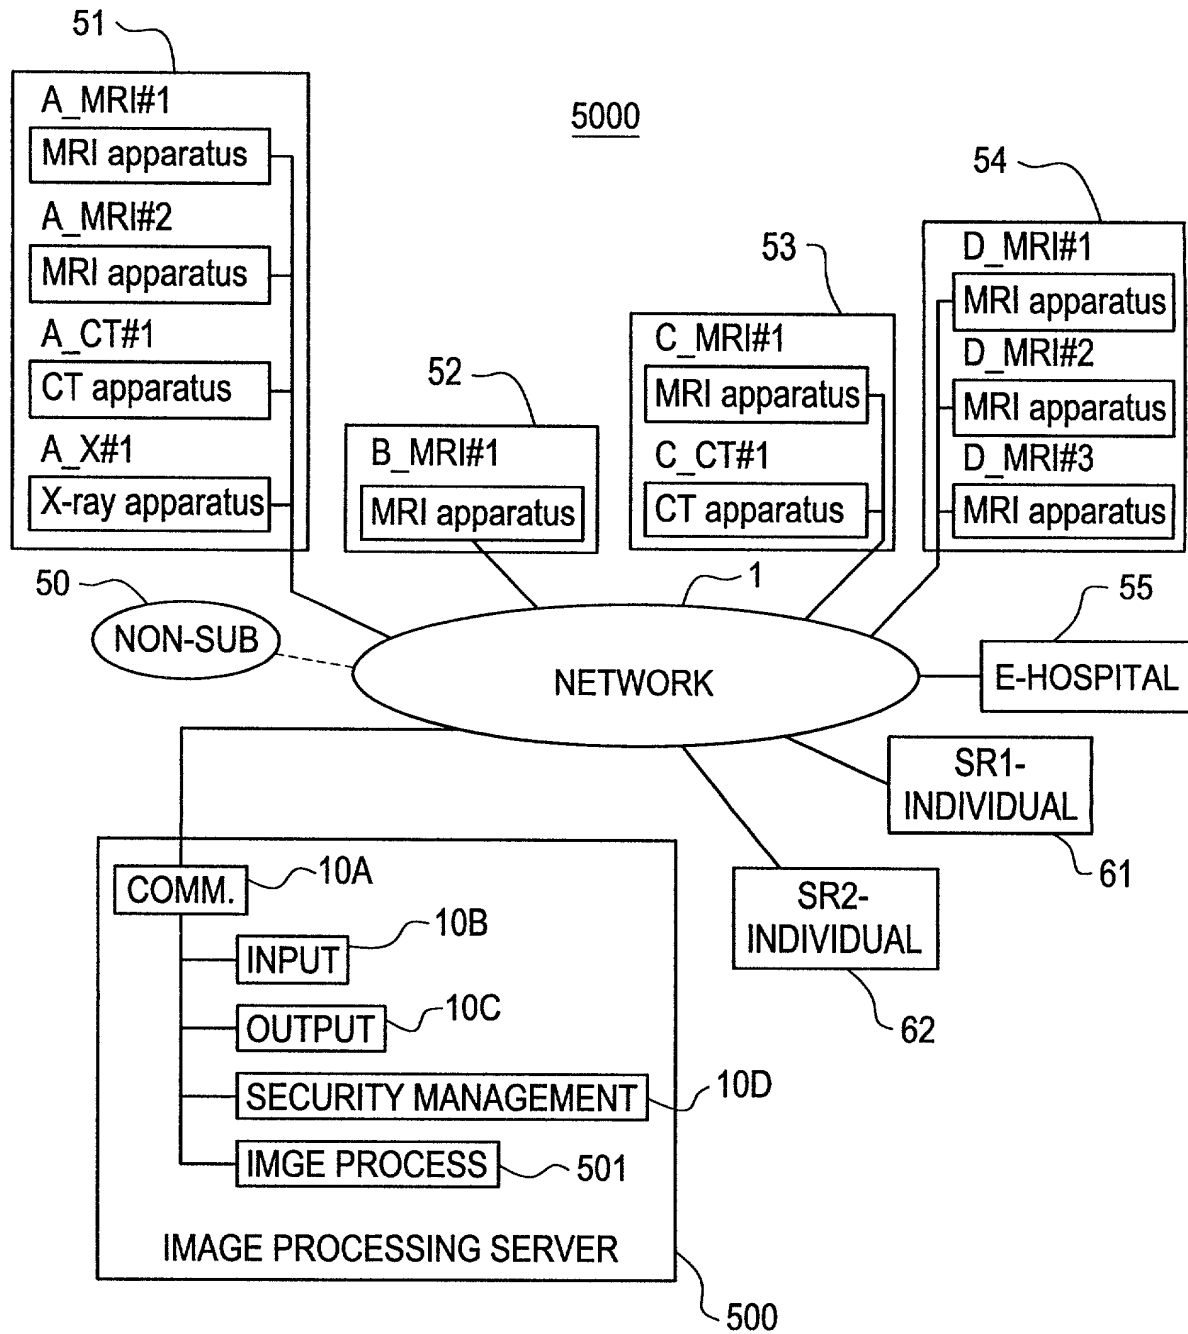 51
A_MRI#1
MRI apparatus
A_MRI#2
MRI apparatus
A_CT#1
CT apparatus
A_X#1
X-ray apparatus
5000
52
B_MRI#1
MRI apparatus
53
C_MRI#1
MRI apparatus
C_CT#1
CT apparatus
54
D_MRI#1
MRI apparatus
D_MRI#2
MRI apparatus
D_MRI#3
MRI apparatus
50
NON-SUB
1
NETWORK
55
E-HOSPITAL
SR1-
INDIVIDUAL
61
SR2-
INDIVIDUAL
62
COMM.
10A
INPUT
10B
OUTPUT
10C
SECURITY MANAGEMENT
10D
IMGE PROCESS
501
IMAGE PROCESSING SERVER
500